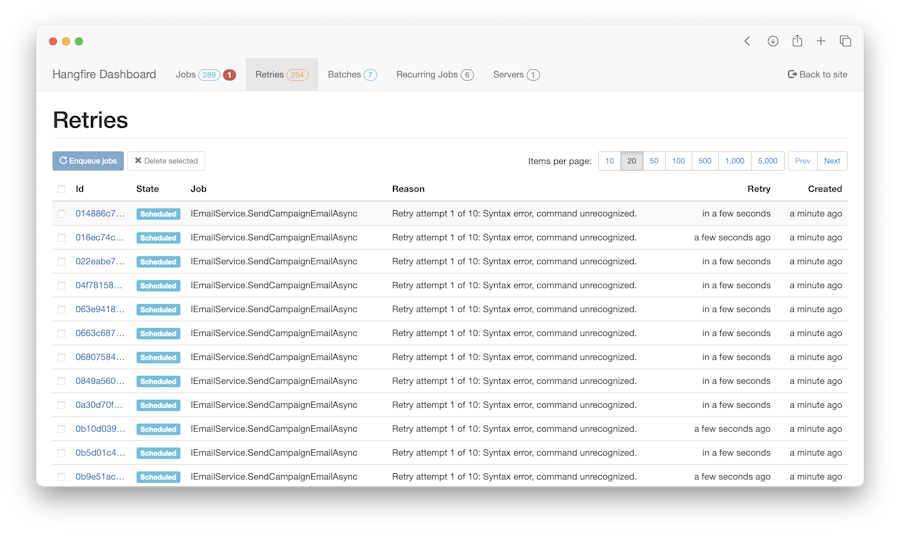 Hangfire Dashboard Jobs 289 1 Retries 254 Batches 7 Recurring Jobs 6 Servers 1 Back to site
Retries
Enqueue jobs Delete selected Items per page: 10 20 50 100 500 1,000 5,000 Prev Next
Id State Job Reason Retry Created
014886c7... Scheduled IEmailService.SendCampaignEmailAsync Retry attempt 1 of 10: Syntax error, command unrecognized. in a few seconds a minute ago
016ec74c... Scheduled IEmailService.SendCampaignEmailAsync Retry attempt 1 of 10: Syntax error, command unrecognized. a few seconds ago a minute ago
022eabe7... Scheduled IEmailService.SendCampaignEmailAsync Retry attempt 1 of 10: Syntax error, command unrecognized. in a few seconds a minute ago
04f78158... Scheduled IEmailService.SendCampaignEmailAsync Retry attempt 1 of 10: Syntax error, command unrecognized. in a few seconds a minute ago
063e9418... Scheduled IEmailService.SendCampaignEmailAsync Retry attempt 1 of 10: Syntax error, command unrecognized. in a few seconds a minute ago
0663c687... Scheduled IEmailService.SendCampaignEmailAsync Retry attempt 1 of 10: Syntax error, command unrecognized. in a few seconds a minute ago
06807584... Scheduled IEmailService.SendCampaignEmailAsync Retry attempt 1 of 10: Syntax error, command unrecognized. in a few seconds a minute ago
0849a560... Scheduled IEmailService.SendCampaignEmailAsync Retry attempt 1 of 10: Syntax error, command unrecognized. in a few seconds a minute ago
0a30d70f... Scheduled IEmailService.SendCampaignEmailAsync Retry attempt 1 of 10: Syntax error, command unrecognized. in a few seconds a minute ago
0b10d039... Scheduled IEmailService.SendCampaignEmailAsync Retry attempt 1 of 10: Syntax error, command unrecognized. a few seconds ago a minute ago
0b5d01c4... Scheduled IEmailService.SendCampaignEmailAsync Retry attempt 1 of 10: Syntax error, command unrecognized. in a few seconds a minute ago
0b9e51ac... Scheduled IEmailService.SendCampaignEmailAsync Retry attempt 1 of 10: Syntax error, command unrecognized. a few seconds ago a minute ago